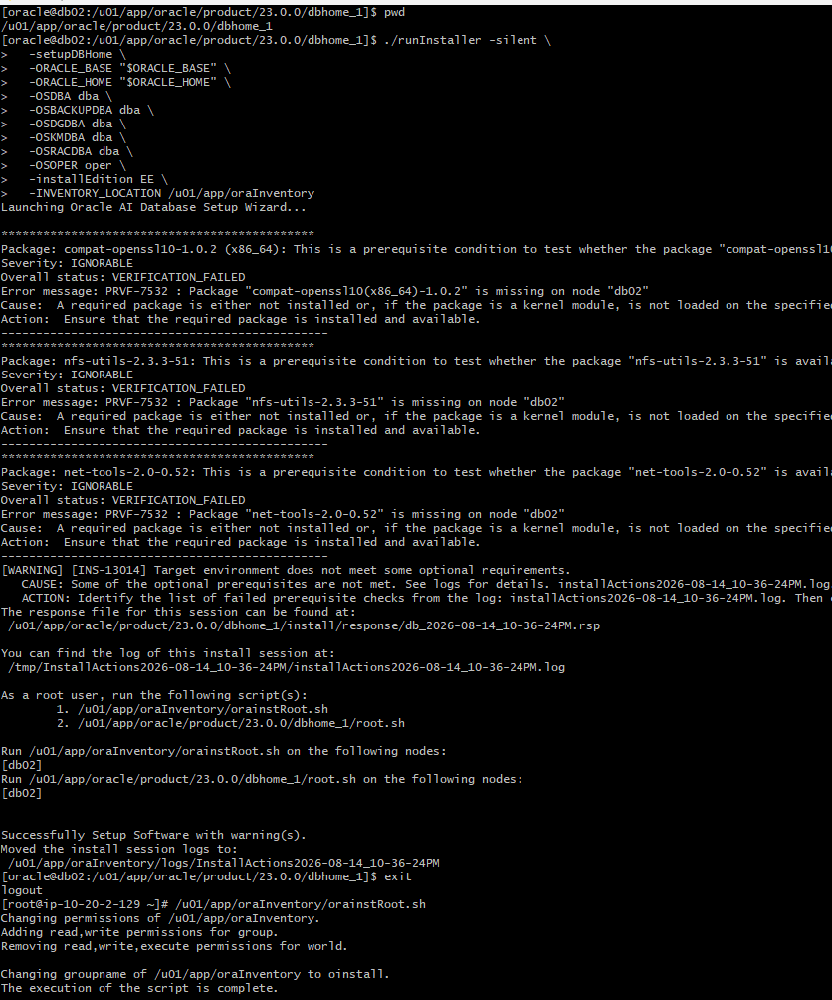 [oracle@db02:/u01/app/oracle/product/23.0.0/dbhome_1]$ pwd
/u01/app/oracle/product/23.0.0/dbhome_1
[oracle@db02:/u01/app/oracle/product/23.0.0/dbhome_1]$ ./runInstaller -silent \
>   -setupDBHome \
>   -ORACLE_BASE "$ORACLE_BASE" \
>   -ORACLE_HOME "$ORACLE_HOME" \
>   -OSDBA dba \
>   -OSBACKUPDBA dba \
>   -OSDGDBA dba \
>   -OSKMDBA dba \
>   -OSRACDBA dba \
>   -OSOPER oper \
>   -installEdition EE \
>   -INVENTORY_LOCATION /u01/app/oraInventory
Launching Oracle AI Database Setup Wizard...
*********************************************
Package: compat-openssl10-1.0.2 (x86_64): This is a prerequisite condition to test whether the package "compat-openssl1
Severity: IGNORABLE
Overall status: VERIFICATION_FAILED
Error message: PRVF-7532 : Package "compat-openssl10(x86_64)-1.0.2" is missing on node "db02"
Cause:  A required package is either not installed or, if the package is a kernel module, is not loaded on the specifie
Action:  Ensure that the required package is installed and available.
-----------------------------------------------
*********************************************
Package: nfs-utils-2.3.3-51: This is a prerequisite condition to test whether the package "nfs-utils-2.3.3-51" is avail
Severity: IGNORABLE
Overall status: VERIFICATION_FAILED
Error message: PRVF-7532 : Package "nfs-utils-2.3.3-51" is missing on node "db02"
Cause:  A required package is either not installed or, if the package is a kernel module, is not loaded on the specifie
Action:  Ensure that the required package is installed and available.
-----------------------------------------------
*********************************************
Package: net-tools-2.0-0.52: This is a prerequisite condition to test whether the package "net-tools-2.0-0.52" is avail
Severity: IGNORABLE
Overall status: VERIFICATION_FAILED
Error message: PRVF-7532 : Package "net-tools-2.0-0.52" is missing on node "db02"
Cause:  A required package is either not installed or, if the package is a kernel module, is not loaded on the specifie
Action:  Ensure that the required package is installed and available.
-----------------------------------------------
[WARNING] [INS-13014] Target environment does not meet some optional requirements.
   CAUSE: Some of the optional prerequisites are not met. See logs for details. installActions2026-08-14_10-36-24PM.log
   ACTION: Identify the list of failed prerequisite checks from the log: installActions2026-08-14_10-36-24PM.log. Then
The response file for this session can be found at:
 /u01/app/oracle/product/23.0.0/dbhome_1/install/response/db_2026-08-14_10-36-24PM.rsp
You can find the log of this install session at:
 /tmp/InstallActions2026-08-14_10-36-24PM/installActions2026-08-14_10-36-24PM.log
As a root user, run the following script(s):
        1. /u01/app/oraInventory/orainstRoot.sh
        2. /u01/app/oracle/product/23.0.0/dbhome_1/root.sh
Run /u01/app/oraInventory/orainstRoot.sh on the following nodes:
[db02]
Run /u01/app/oracle/product/23.0.0/dbhome_1/root.sh on the following nodes:
[db02]
Successfully Setup Software with warning(s).
Moved the install session logs to:
 /u01/app/oraInventory/logs/InstallActions2026-08-14_10-36-24PM
[oracle@db02:/u01/app/oracle/product/23.0.0/dbhome_1]$ exit
logout
[root@ip-10-20-2-129 ~]# /u01/app/oraInventory/orainstRoot.sh
Changing permissions of /u01/app/oraInventory.
Adding read,write permissions for group.
Removing read,write,execute permissions for world.
Changing groupname of /u01/app/oraInventory to oinstall.
The execution of the script is complete.